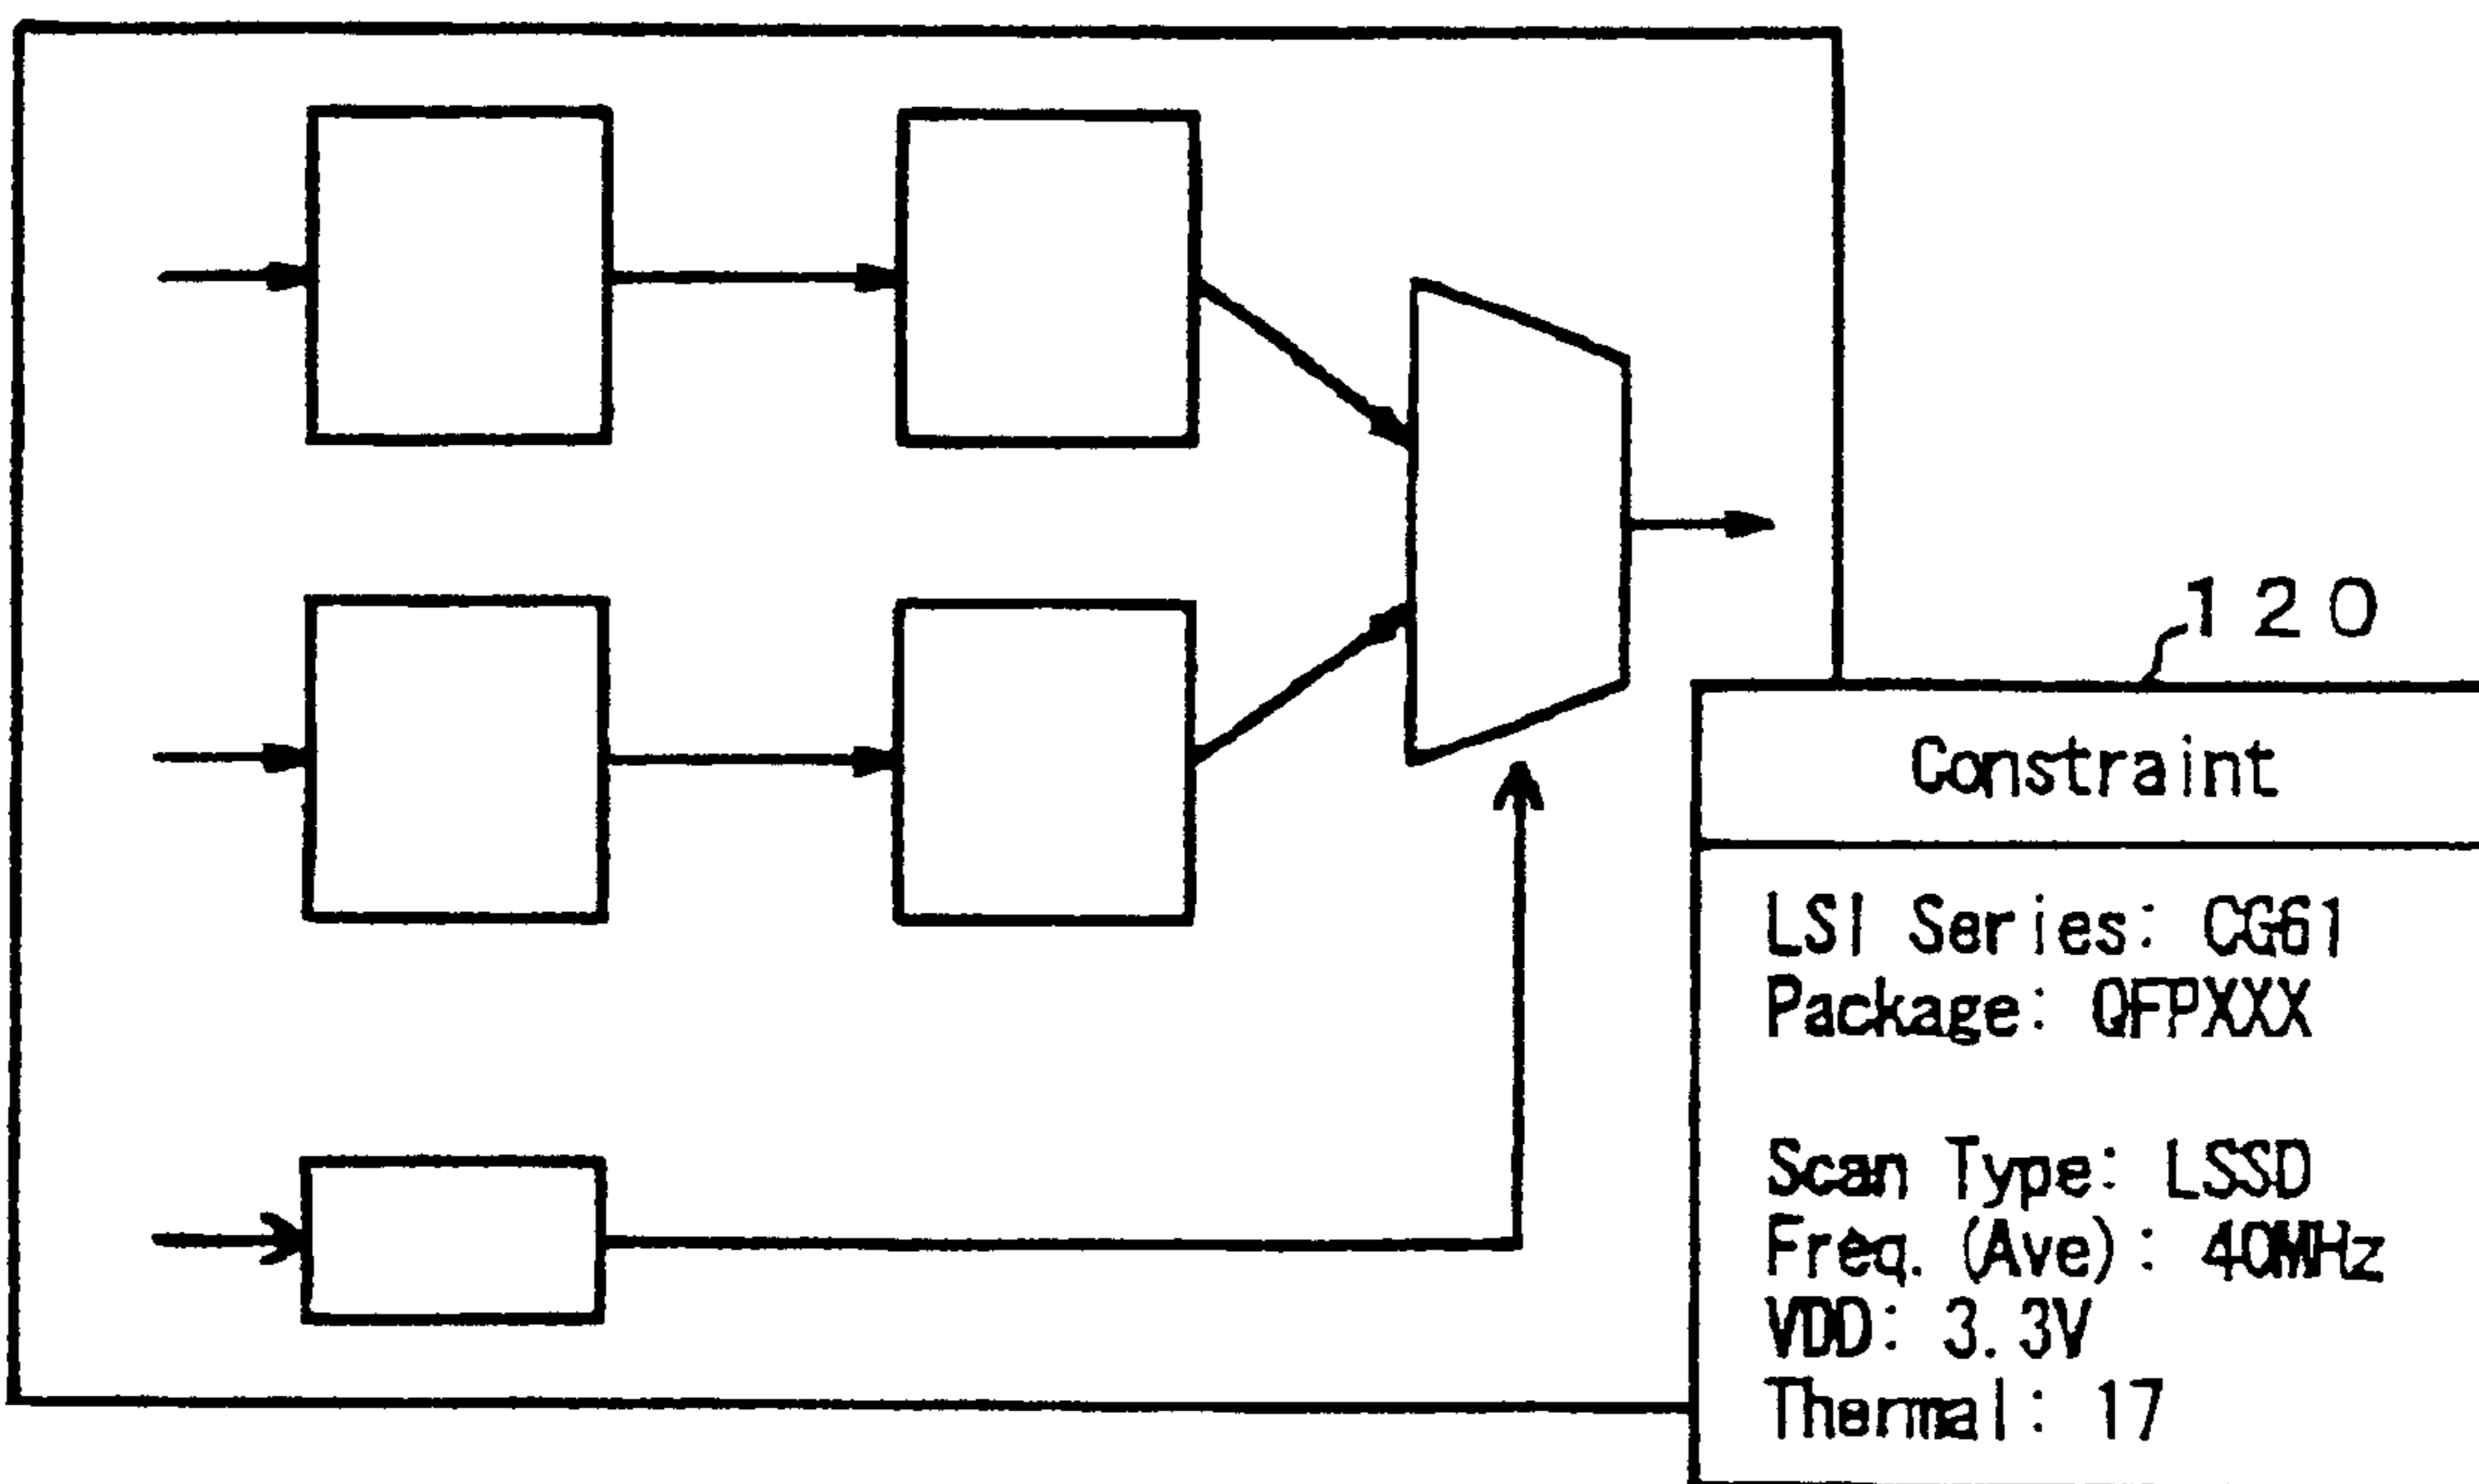 120
Constraint
LSI Series: CG61
Package: QFPXXX
Scan Type: LSSD
Freq. (Ave): 40MHz
VDD: 3.3V
Thermal: 17